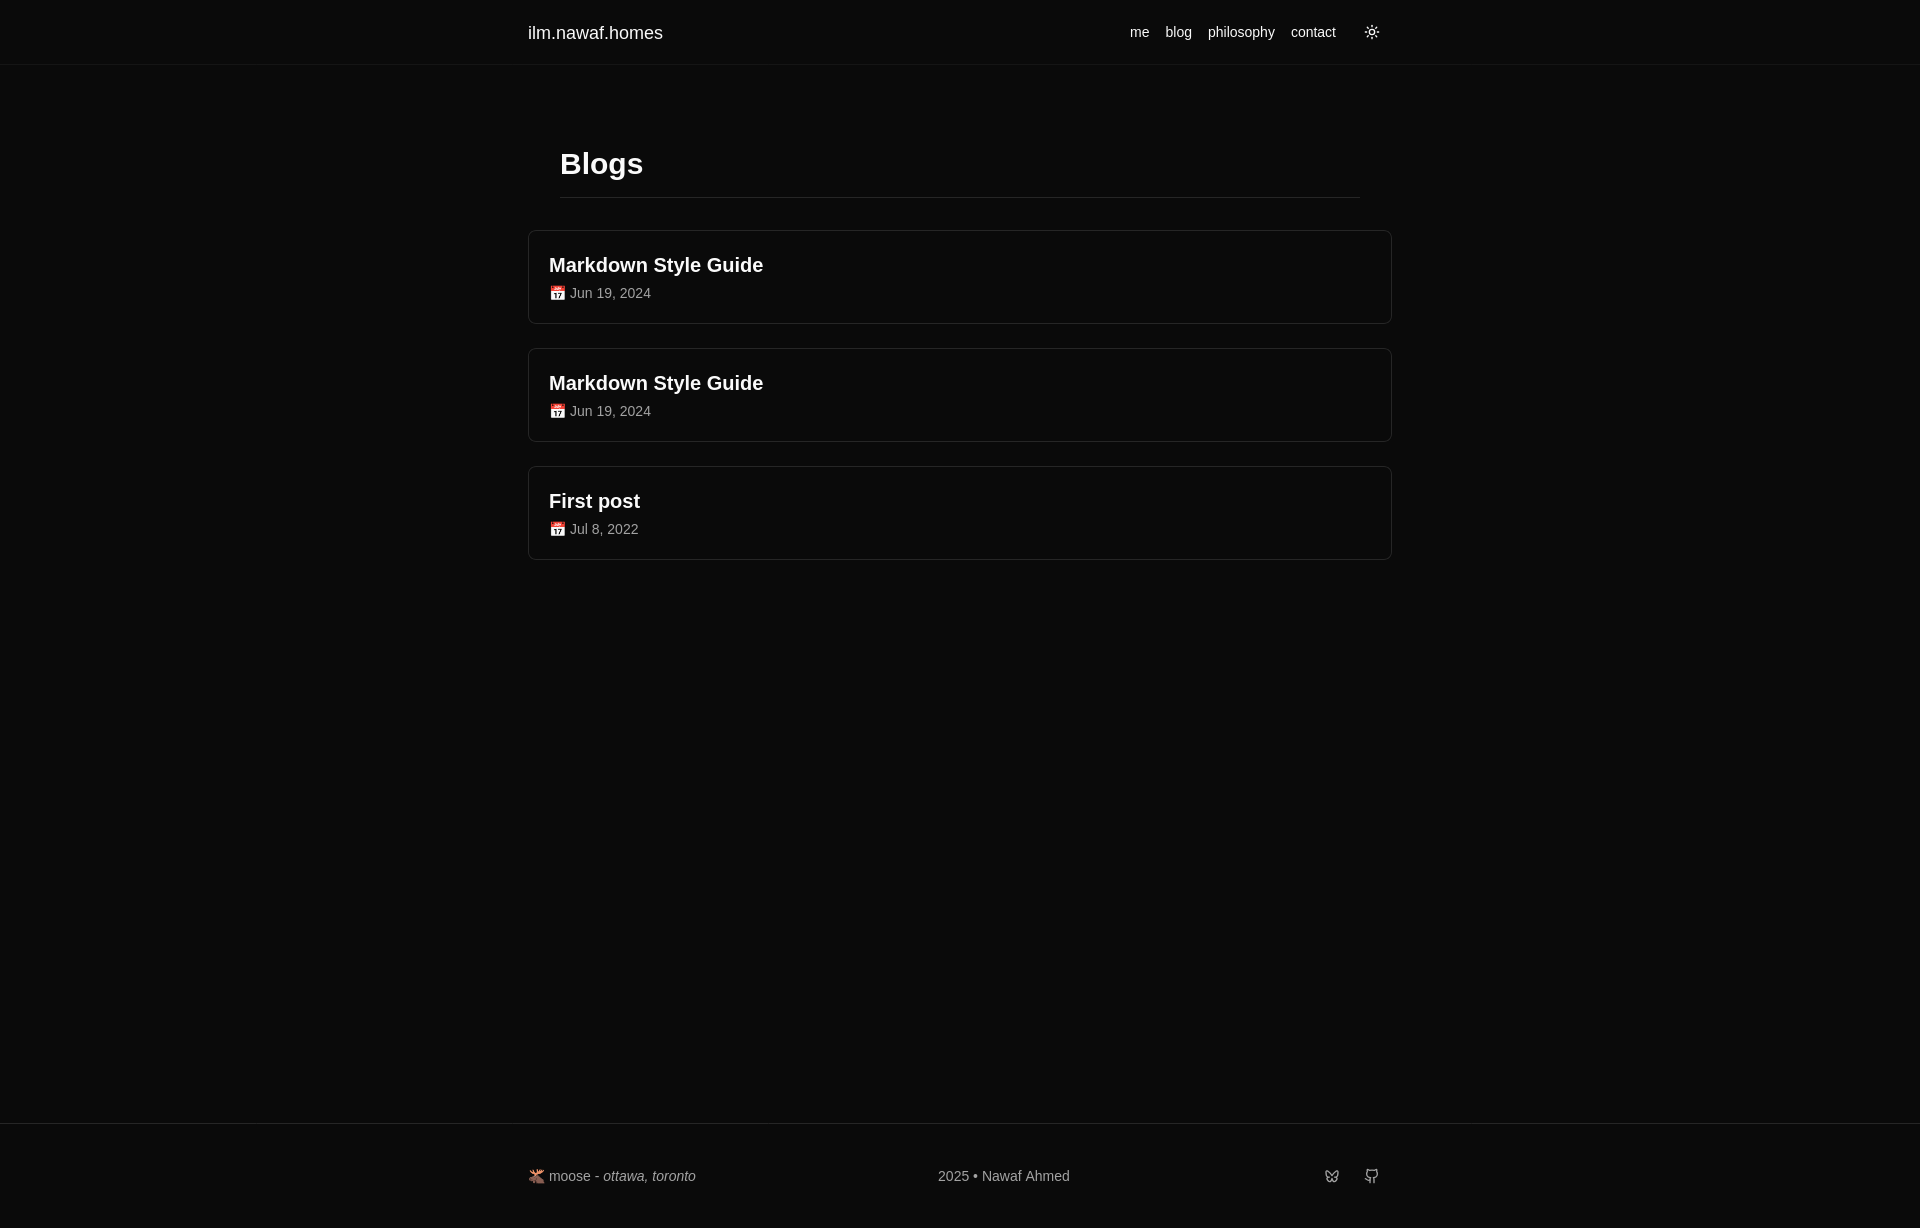 ilm.nawaf.homes
me blog philosophy contact
Blogs
Markdown Style Guide
📅 Jun 19, 2024
Markdown Style Guide
📅 Jun 19, 2024
First post
📅 Jul 8, 2022
🫎 moose - ottawa, toronto
2025 • Nawaf Ahmed